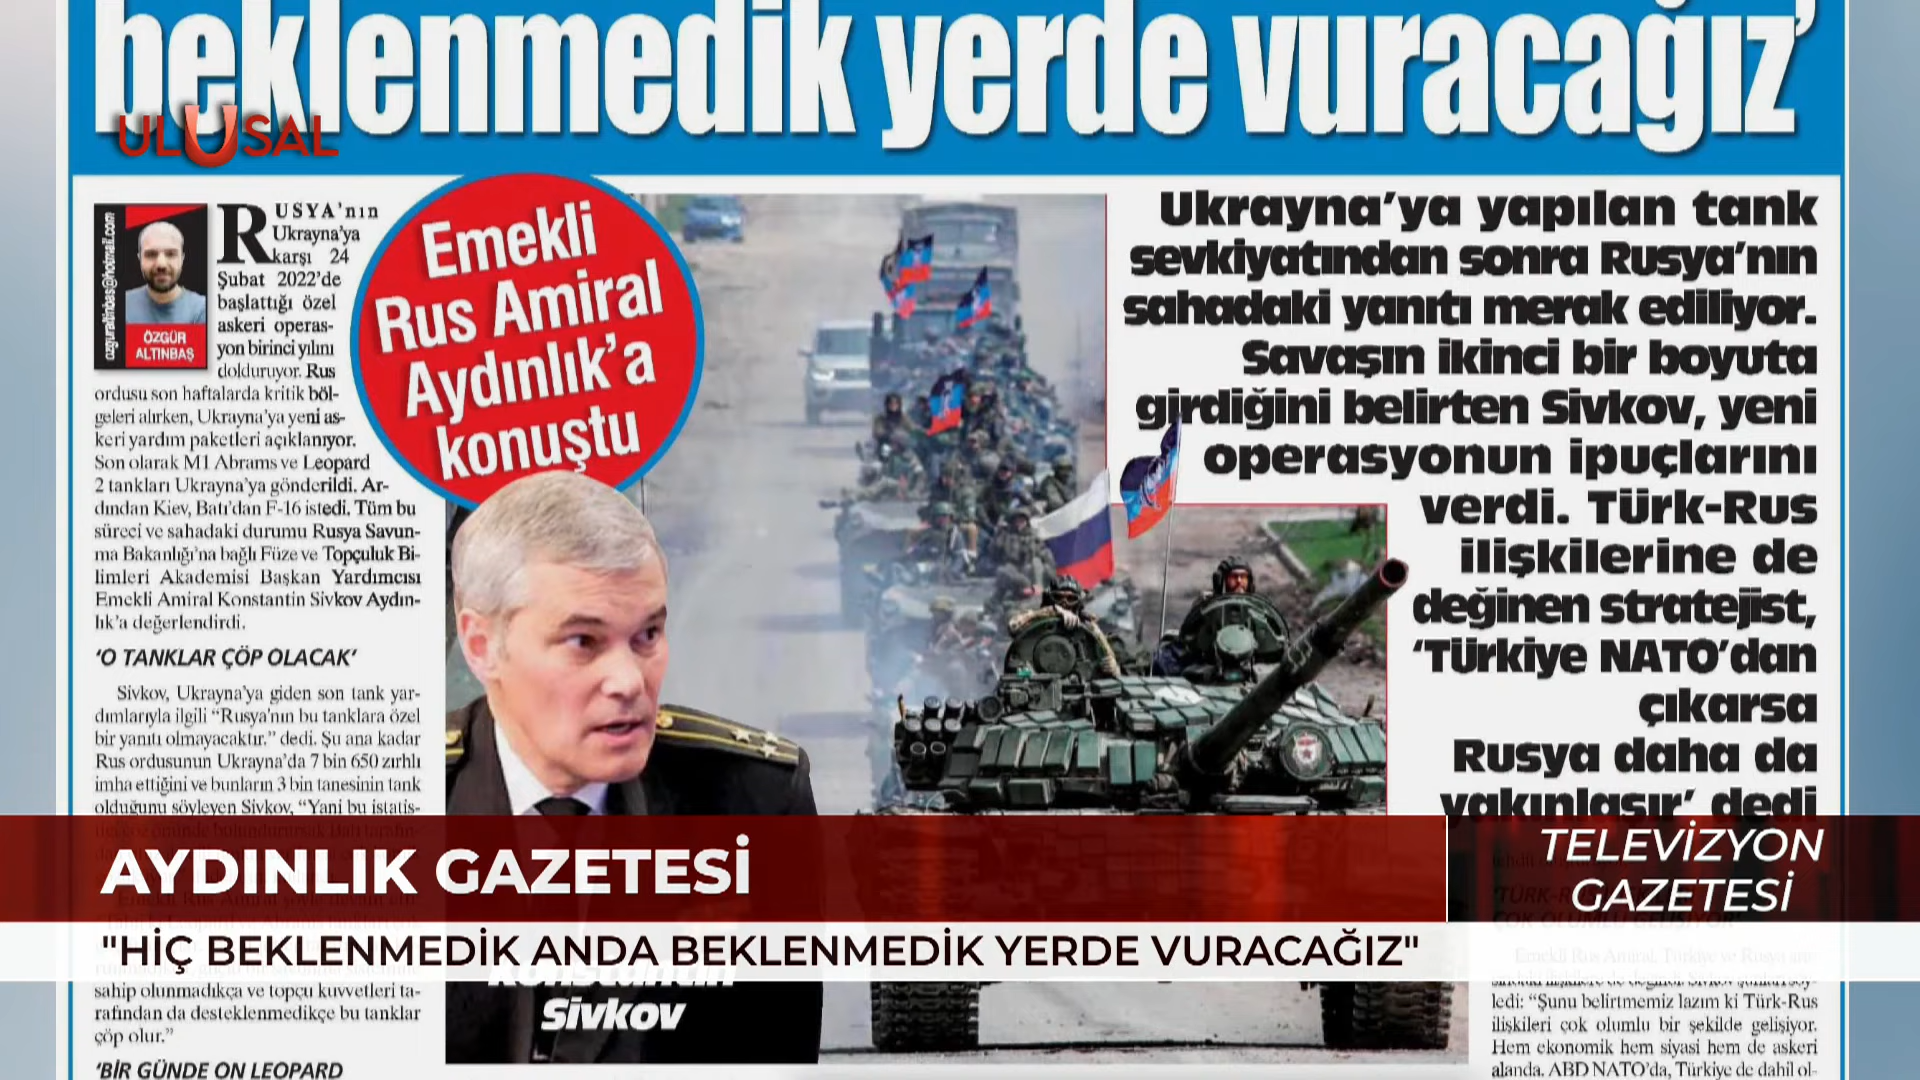 beklenmedik yerde vuracağız'
ULUSAL
ozguraltinbas@hotmail.com
ÖZGÜR
ALTINBAŞ
RUSYA'nın
Ukrayna'ya
karşı 24
Şubat 2022'de
başlattığı özel
askeri operas-
yon birinci yılını
dolduruyor. Rus
ordusu son haftalarda kritik böl-
geleri alırken, Ukrayna'ya yeni as-
keri yardım paketleri açıklanıyor.
Son olarak M1 Abrams ve Leopard
2 tankları Ukrayna'ya gönderildi. Ar-
dından Kiev, Batı'dan F-16 istedi. Tüm bu
süreci ve sahadaki durumu Rusya Savun-
ma Bakanlığı'na bağlı Füze ve Topçuluk Bi-
limleri Akademisi Başkan Yardımcısı
Emekli Amiral Konstantin Sivkov Aydın-
lık'a değerlendirdi.
'O TANKLAR ÇÖP OLACAK'
Sivkov, Ukrayna'ya giden son tank yar-
dımlarıyla ilgili "Rusya'nın bu tanklara özel
bir yanıtı olmayacaktır." dedi. Şu ana kadar
Rus ordusunun Ukrayna'da 7 bin 650 zırhlı
imha ettiğini ve bunların 3 bin tanesinin tank
olduğunu söyleyen Sivkov, "Yani bu istatis-
sahip olunmadıkça ve topçu kuvvetleri ta-
rafından da desteklenmedikçe bu tanklar
çöp olur."
'BİR GÜNDE ON LEOPARD
Emekli
Rus Amiral
Aydınlık'a
konuştu
Konstantin
Sivkov
Ukrayna'ya yapılan tank
sevkiyatından sonra Rusya'nın
sahadaki yanıtı merak ediliyor.
Savaşın ikinci bir boyuta
girdiğini belirten Sivkov, yeni
operasyonun ipuçlarını
verdi. Türk-Rus
ilişkilerine de
değinen stratejist,
'Türkiye NATO'dan
çıkarsa
Rusya daha da
yakınlaşır' dedi
ledi: "Şunu belirtmemiz lazım ki Türk-Rus
ilişkileri çok olumlu bir şekilde gelişiyor.
Hem ekonomik hem siyasi hem de askeri
alanda. ABD NATO'da, Türkiye de dahil ol-
AYDINLIK GAZETESİ
TELEVİZYON
GAZETESİ
"HİÇ BEKLENMEDİK ANDA BEKLENMEDİK YERDE VURACAĞIZ"